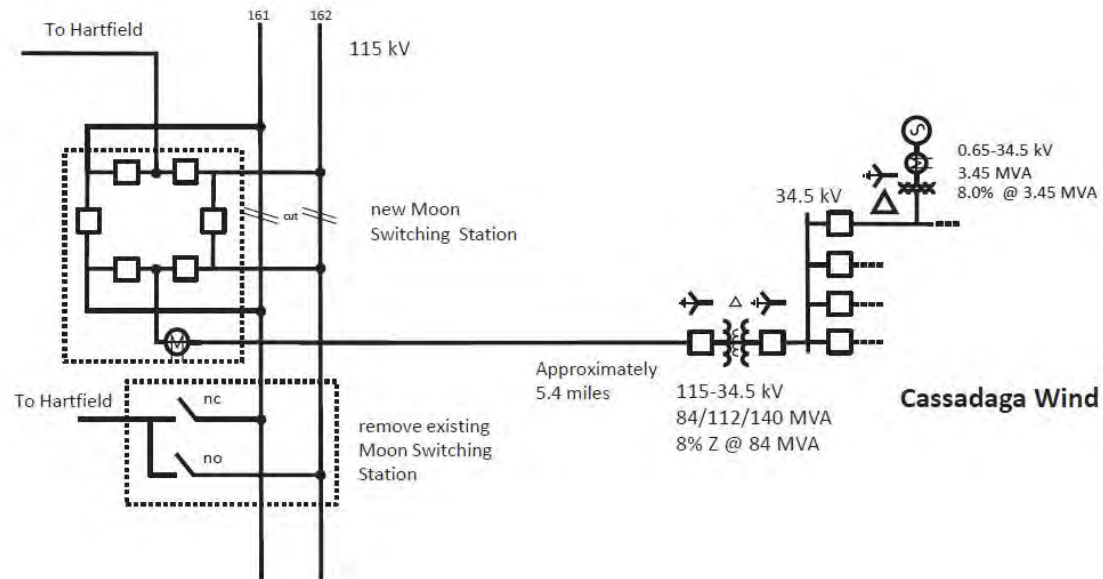 161
162
To Hartfield
115 kV
cut
new Moon
Switching Station
34.5 kV
0.65-34.5 kV
3.45 MVA
8.0% @ 3.45 MVA
M
Approximately
5.4 miles
115-34.5 kV
84/112/140 MVA
8% Z @ 84 MVA
Cassadaga Wind
To Hartfield
nc
no
remove existing
Moon Switching
Station